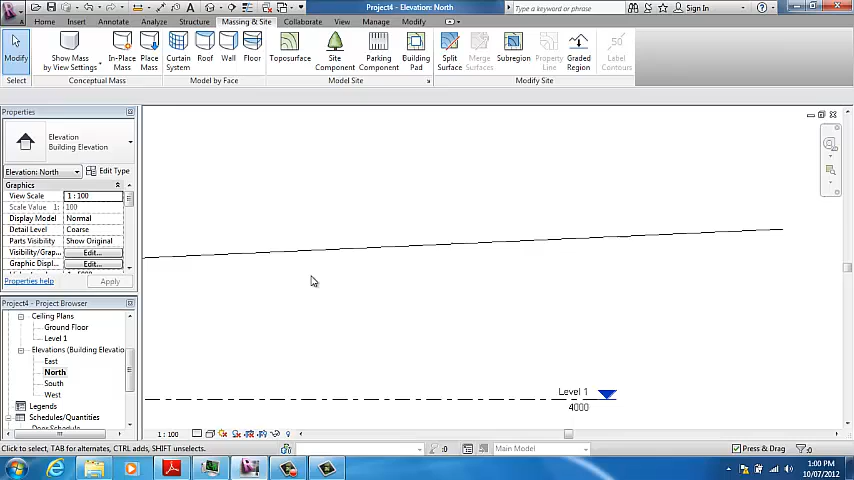 Project4 - Elevation: North
Type a keyword or phrase
Sign In
Home Insert Annotate Analyze Structure Massing & Site Collaborate View Manage Modify
Modify
Show Mass by View Settings
In-Place Mass
Place Mass
Curtain System
Roof
Wall
Floor
Toposurface
Site Component
Parking Component
Building Pad
Split Surface
Merge Surfaces
Subregion
Property Line
Graded Region
Label Contours
Select
Conceptual Mass
Model by Face
Model Site
Modify Site
Properties
Elevation
Building Elevation
Elevation: North
Edit Type
Graphics
View Scale 1 : 100
Scale Value 1: 100
Display Model Normal
Detail Level Coarse
Parts Visibility Show Original
Visibility/Grap... Edit...
Graphic Displ... Edit...
Properties help
Apply
Project4 - Project Browser
Ceiling Plans
Ground Floor
Level 1
Elevations (Building Elevatio
East
North
South
West
Legends
Schedules/Quantities
Level 1
4000
1 : 100
Click to select, TAB for alternates, CTRL adds, SHIFT unselects.
:0
Main Model
Press & Drag
:0
1:00 PM
10/07/2012